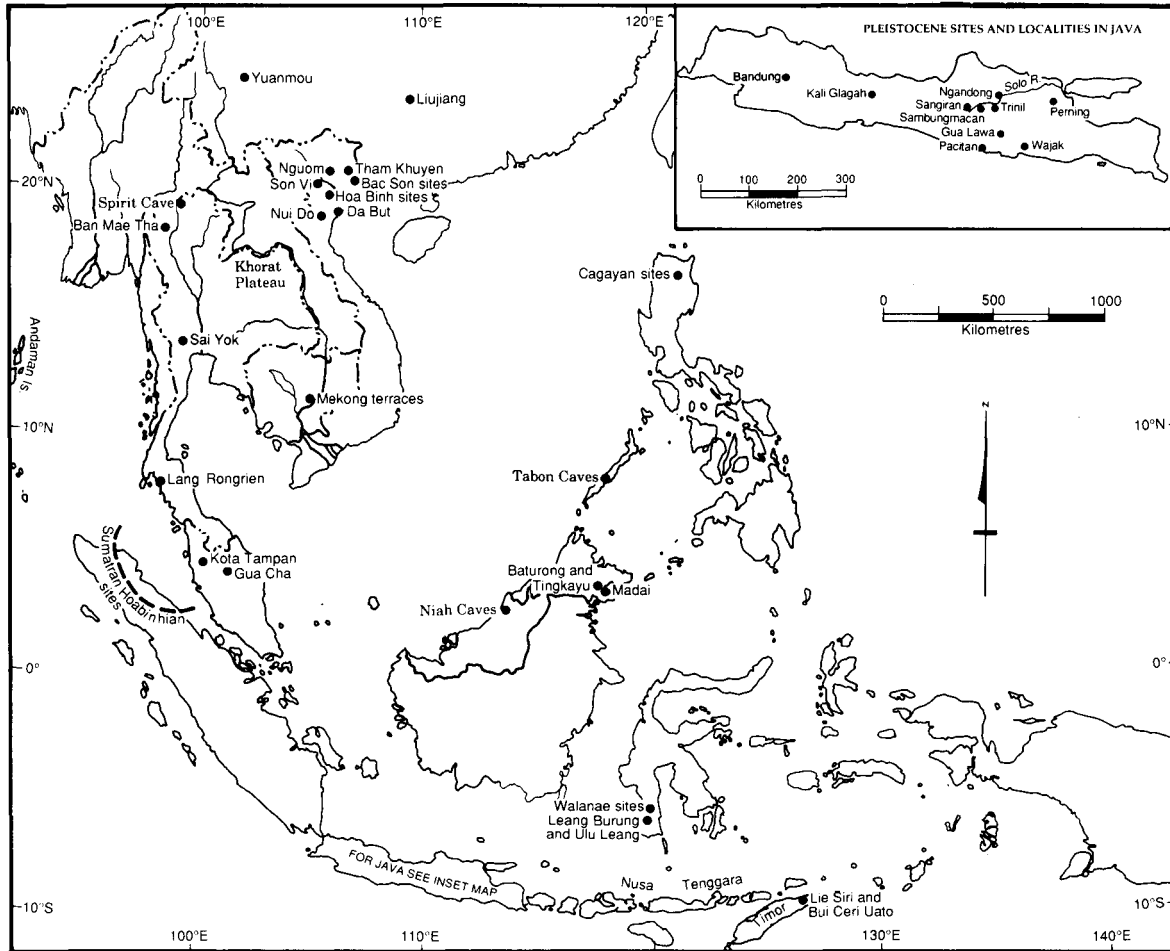 100°E
110°E
120°E
PLEISTOCENE SITES AND LOCALITIES IN JAVA
Bandung
Kali Glagah
Ngandong
Solo R.
Sangiran
Trinil
Perning
Sambungmacan
Gua Lawa
Pacitan
Wajak
0 100 200 300
Kilometres
Yuanmou
Liujiang
Nguom
Tham Khuyen
20°N
Son Vi
Bac Son sites
Spirit Cave
Hoa Binh sites
Nui Do
Da But
Ban Mae Tha
Khorat
Plateau
Cagayan sites
0 500 1000
Kilometres
Andaman Is.
Sai Yok
Mekong terraces
10°N
10°N
N
Lang Rongrien
Tabon Caves
Sumatran Hoabinhian
sites
Kota Tampan
Gua Cha
Baturong and
Tingkayu
Madai
Niah Caves
0°
0°
Walanae sites
Leang Burung
and Ulu Leang
FOR JAVA SEE INSET MAP
Nusa Tenggara
Timor
Lie Siri and
Bui Ceri Uato
10°S
10°S
100°E
110°E
130°E
140°E